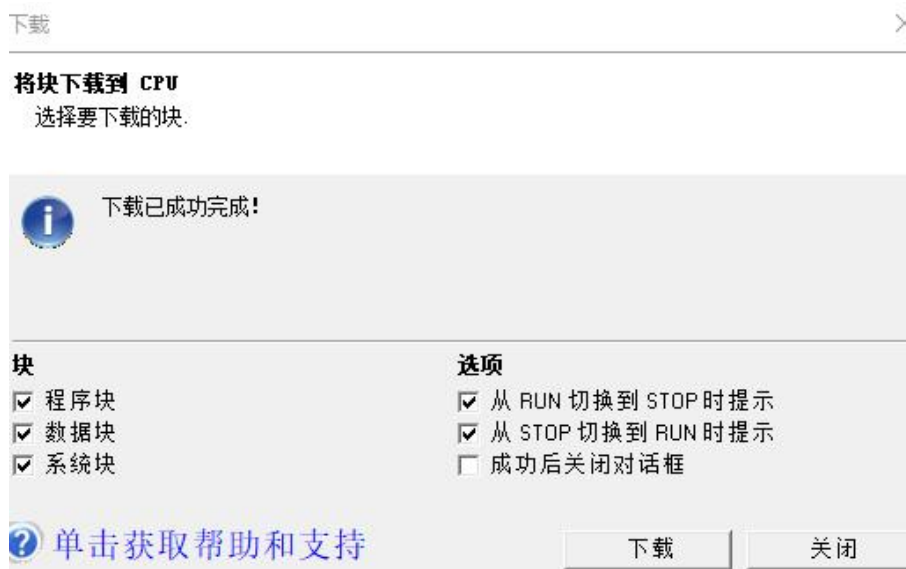 下载
将块下载到 CPU
选择要下载的块.
下载已成功完成!
块
程序块
数据块
系统块
选项
从 RUN 切换到 STOP 时提示
从 STOP 切换到 RUN 时提示
成功后关闭对话框
单击获取帮助和支持
下载
关闭